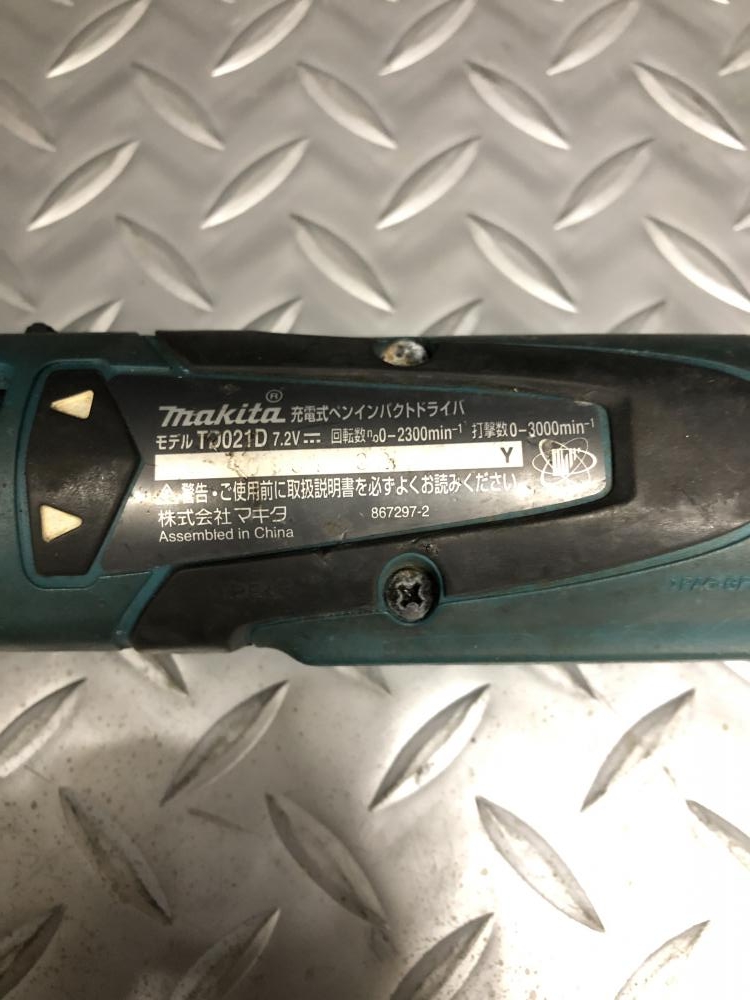 makita® 充電式ペンインパクトドライバ
モデル TD021D 7.2V⎓ 回転数n₀0-2300min⁻¹ 打撃数0-3000min⁻¹
Y
⚠ 警告・ご使用前に取扱説明書を必ずよくお読みください
株式会社マキタ 867297-2
Assembled in China